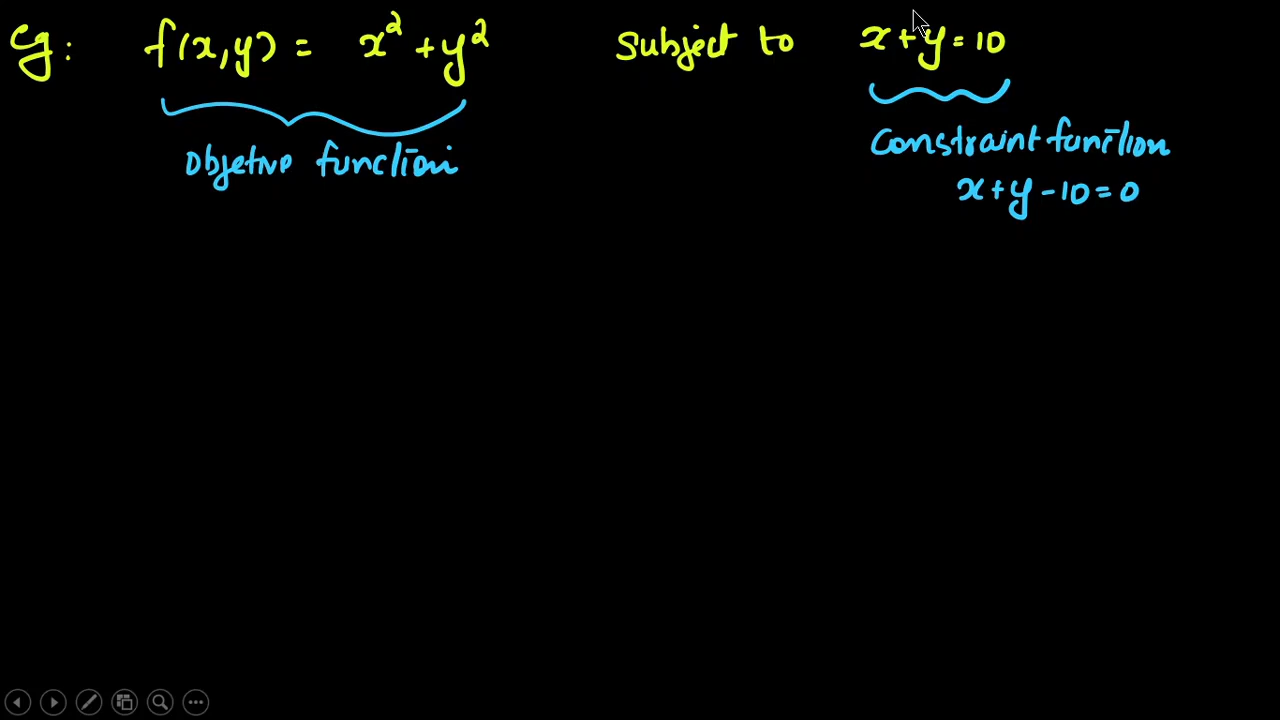 eg: f(x,y) = x² + y² subject to x + y = 10
Objetive function
Constraint function
x + y - 10 = 0